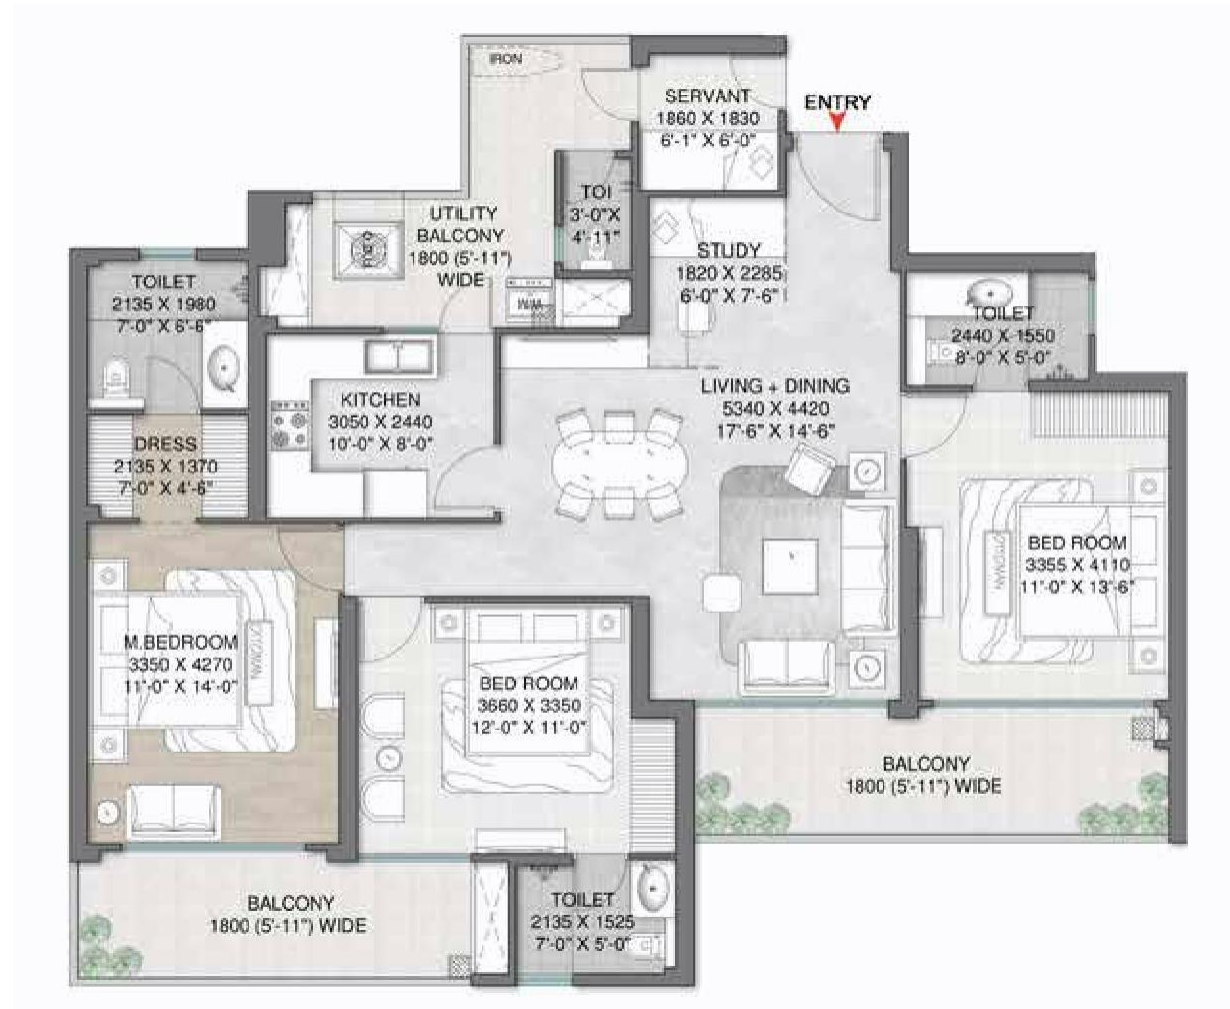 IRON
SERVANT
1860 X 1830
6'-1" X 6'-0"
ENTRY
TOI
3'-0"X
4'-11"
UTILITY
BALCONY
1800 (5'-11")
WIDE
W/M
STUDY
1820 X 2285
6'-0" X 7'-6"
TOILET
2135 X 1980
7'-0" X 6'-6"
TOILET
2440 X 1550
8'-0" X 5'-0"
KITCHEN
3050 X 2440
10'-0" X 8'-0"
LIVING + DINING
5340 X 4420
17'-6" X 14'-6"
DRESS
2135 X 1370
7'-0" X 4'-6"
OTTOMAN
BED ROOM
3355 X 4110
11'-0" X 13'-6"
M.BEDROOM
3350 X 4270
11'-0" X 14'-0"
OTTOMAN
BED ROOM
3660 X 3350
12'-0" X 11'-0"
BALCONY
1800 (5'-11") WIDE
BALCONY
1800 (5'-11") WIDE
TOILET
2135 X 1525
7'-0" X 5'-0"